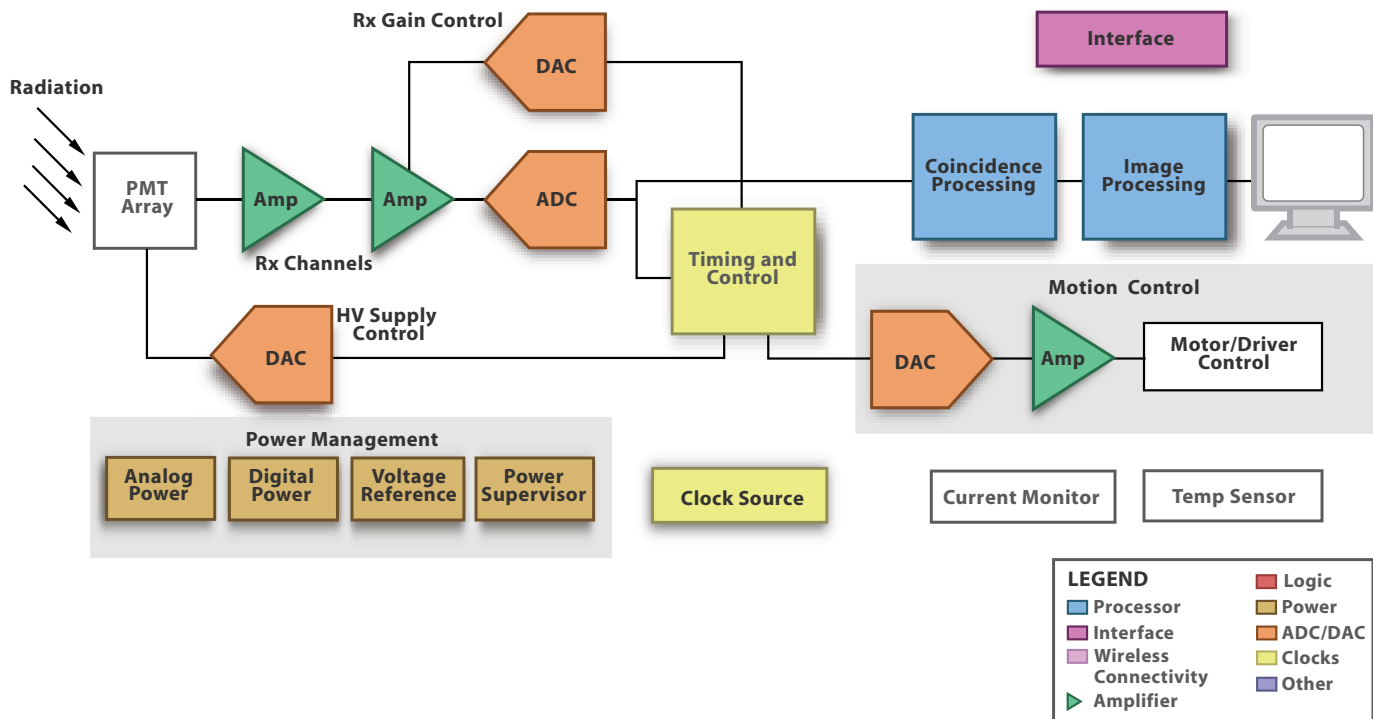 Rx Gain Control
DAC
Interface
Radiation
PMT
Array
Amp
Amp
ADC
Coincidence
Processing
Image
Processing
Rx Channels
Timing and
Control
HV Supply
Control
DAC
Motion Control
DAC
Amp
Motor/Driver
Control
Power Management
Analog
Power
Digital
Power
Voltage
Reference
Power
Supervisor
Clock Source
Current Monitor
Temp Sensor
LEGEND
Processor
Interface
Wireless
Connectivity
Amplifier
Logic
Power
ADC/DAC
Clocks
Other